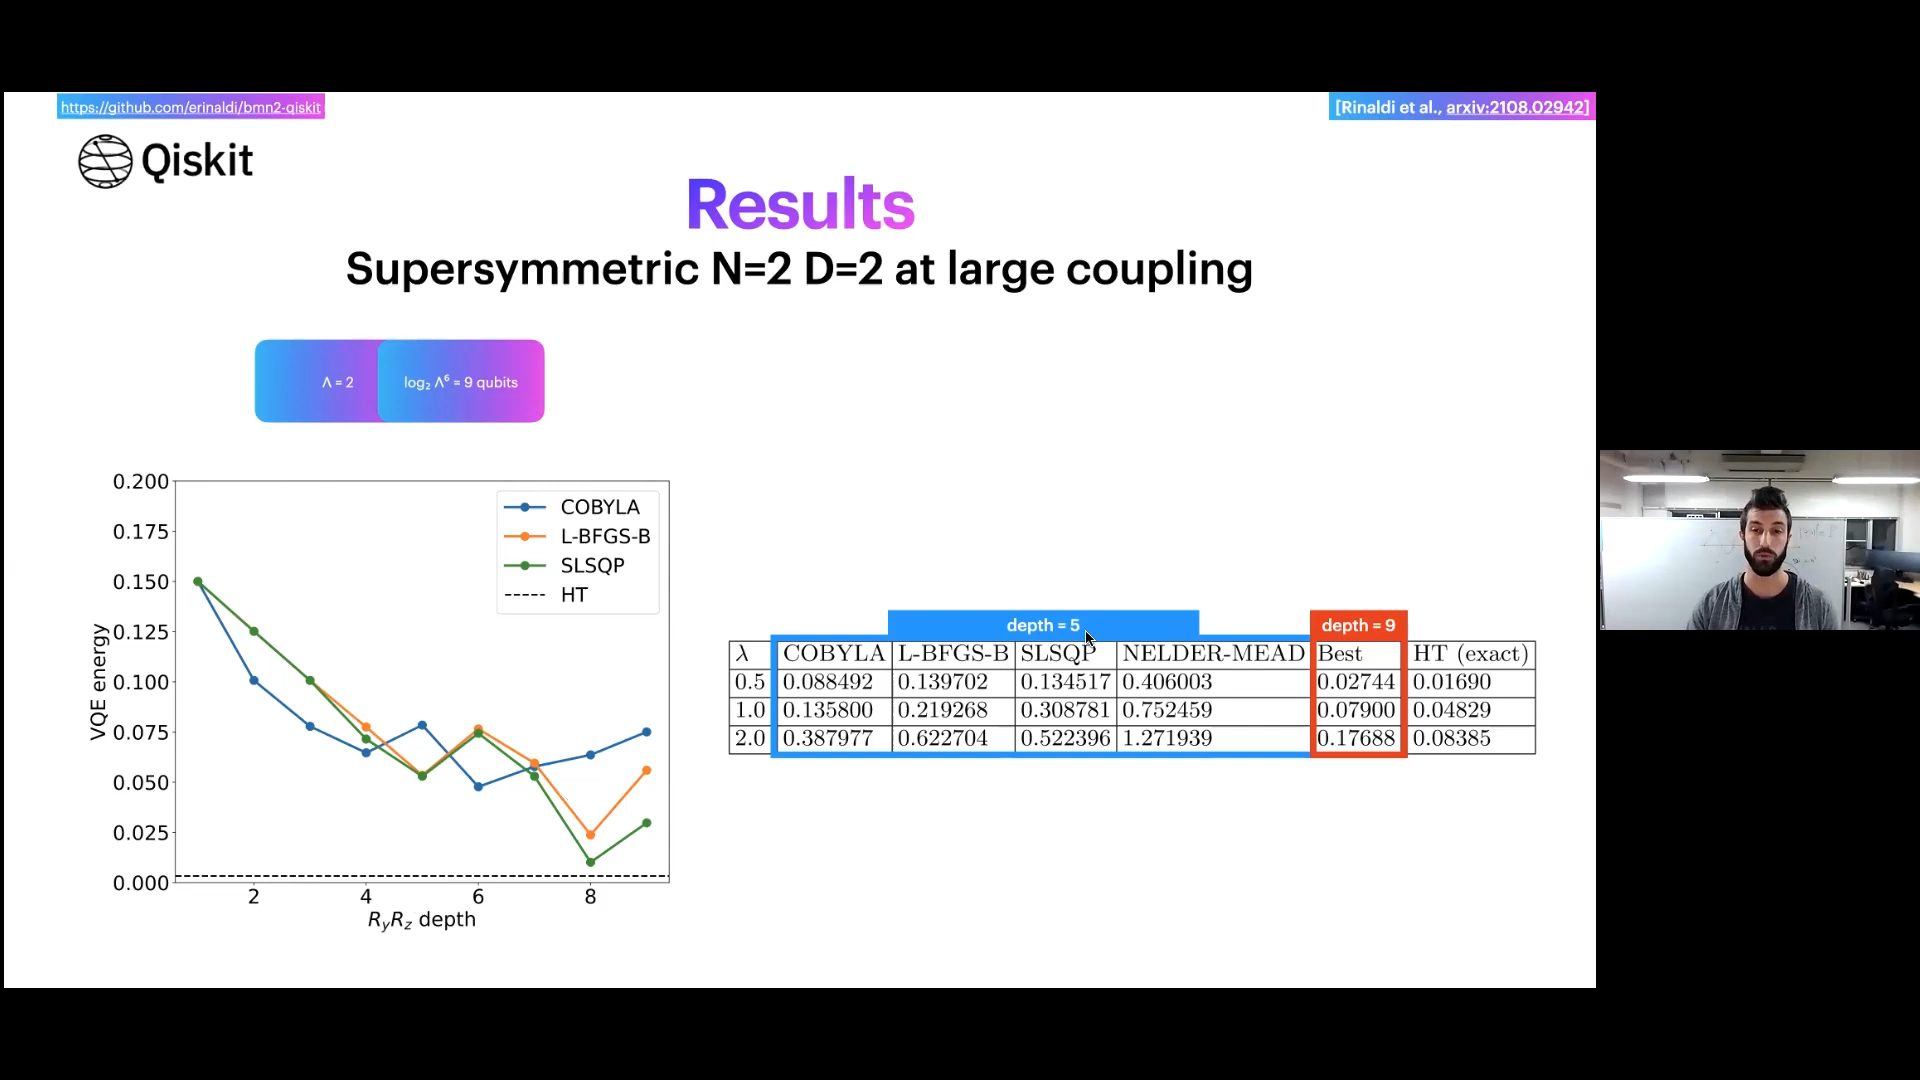 https://github.com/erinaldi/bmn2-qiskit
[Rinaldi et al., arxiv:2108.02942]
Qiskit
Results
Supersymmetric N=2 D=2 at large coupling
Λ = 2
log₂ Λ⁶ = 9 qubits
0.200
0.175
0.150
0.125
0.100
0.075
0.050
0.025
0.000
VQE energy
COBYLA
L-BFGS-B
SLSQP
HT
2 4 6 8
RyRz depth
depth = 5
depth = 9
λ COBYLA L-BFGS-B SLSQP NELDER-MEAD Best HT (exact)
0.5 0.088492 0.139702 0.134517 0.406003 0.02744 0.01690
1.0 0.135800 0.219268 0.308781 0.752459 0.07900 0.04829
2.0 0.387977 0.622704 0.522396 1.271939 0.17688 0.08385